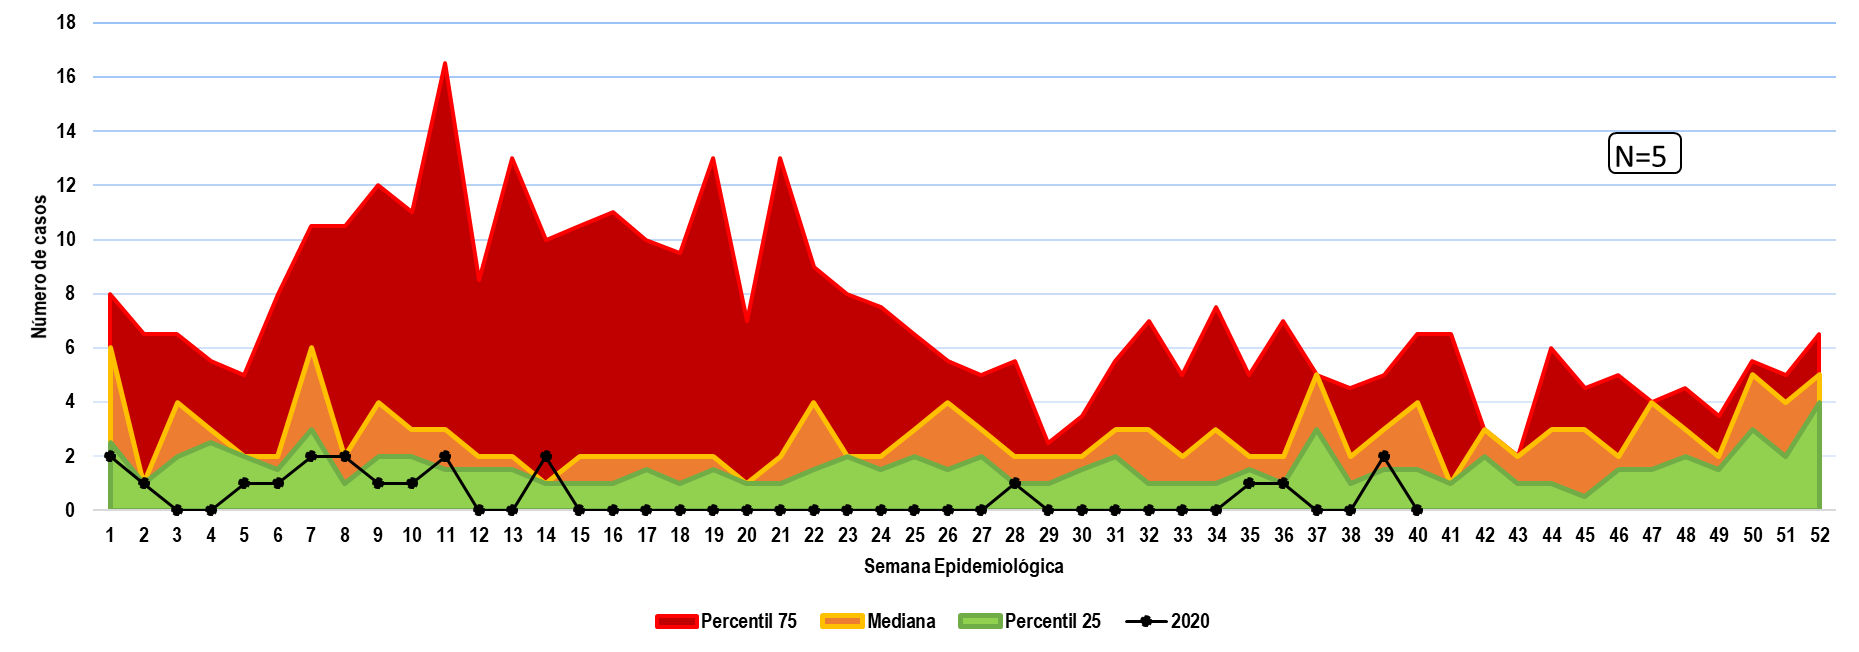 18
16
14
12
10
8
6
4
2
0
Número de casos
N=5
1 2 3 4 5 6 7 8 9 10 11 12 13 14 15 16 17 18 19 20 21 22 23 24 25 26 27 28 29 30 31 32 33 34 35 36 37 38 39 40 41 42 43 44 45 46 47 48 49 50 51 52
Semana Epidemiológica
Percentil 75 Mediana Percentil 25 2020